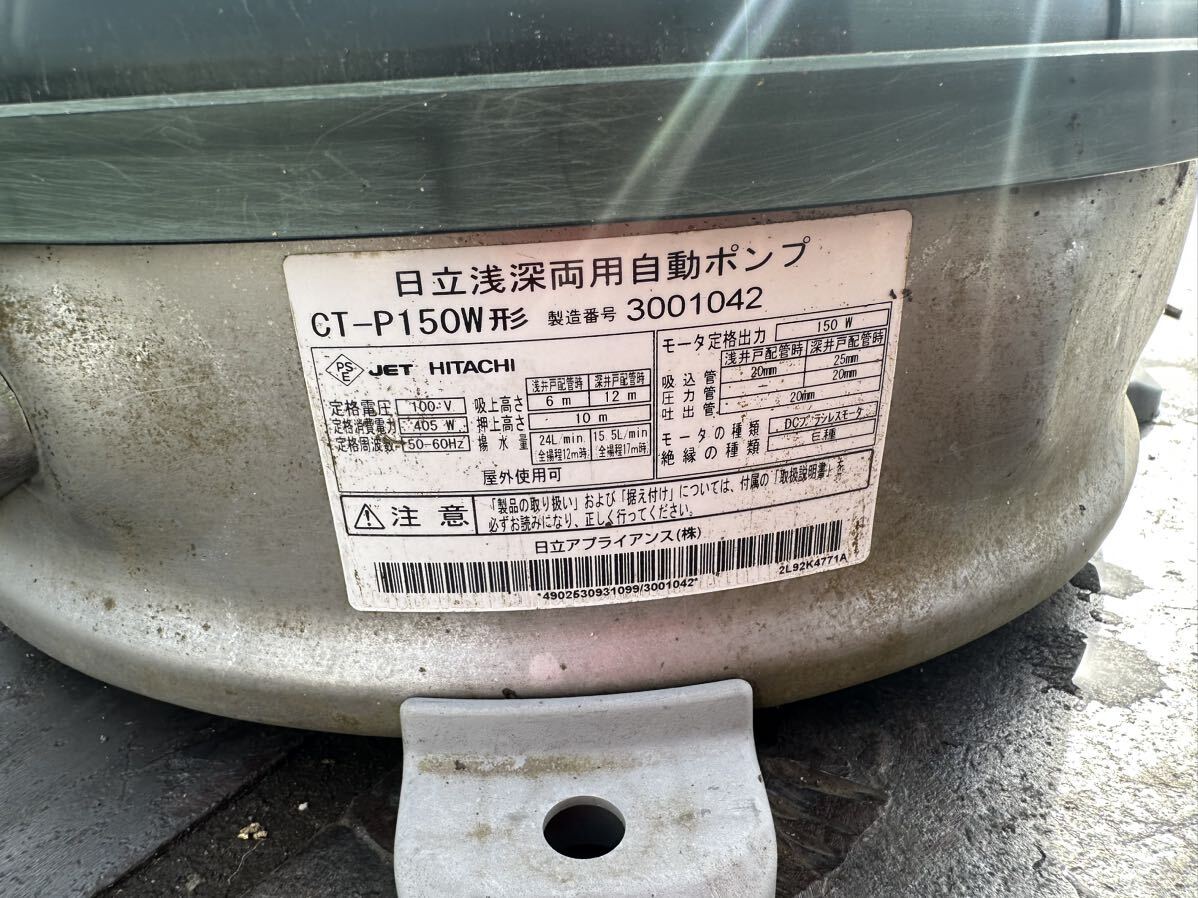 日立浅深両用自動ポンプ
CT-P150W形 製造番号 3001042
PS E JET HITACHI
定格電圧 100 V
定格消費電力 405 W
定格周波数 50-60Hz
浅井戸配管時 深井戸配管時
吸上高さ 6 m 12 m
押上高さ 10 m
揚水量 24L/min. (全揚程12m時) 15.5L/min. (全揚程17m時)
屋外使用可
モータ定格出力 150 W
浅井戸配管時 深井戸配管時
吸込管 20mm 25mm
圧力管 20mm
吐出管 20mm
モータの種類 DCブラシレスモータ
絶縁の種類 E種
⚠注意 「製品の取り扱い」および「据え付け」については、付属の「取扱説明書」を
必ずお読みになり、正しく行ってください。
日立アプライアンス(株)
*4902530931099/3001042*
2L92K4771A